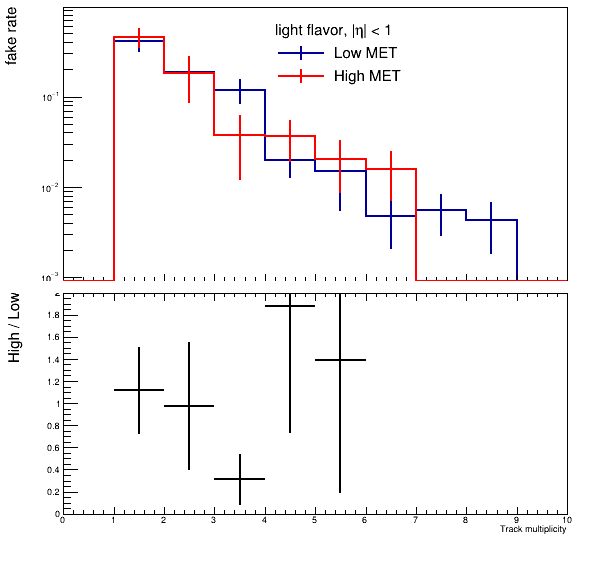 fake rate
light flavor, |η| < 1
Low MET
High MET
10⁻¹
10⁻²
10⁻³
High / Low
2
1.8
1.6
1.4
1.2
1
0.8
0.6
0.4
0.2
0
0 1 2 3 4 5 6 7 8 9 10
Track multiplicity